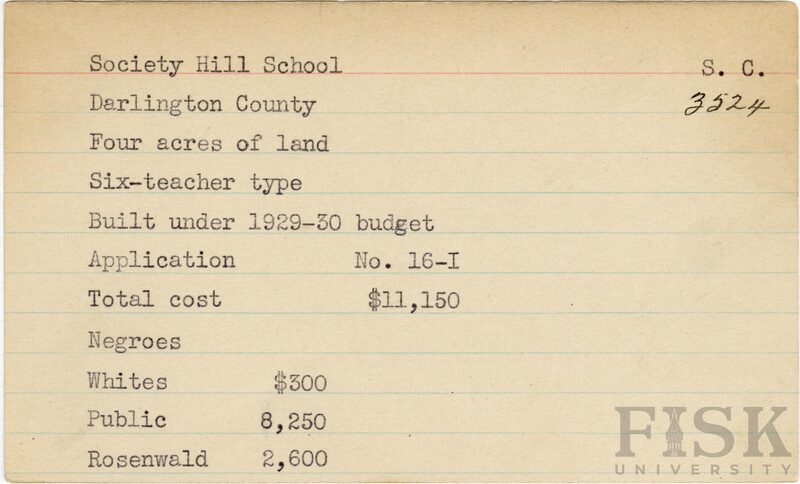 Society Hill School S. C.
Darlington County 3524
Four acres of land
Six-teacher type
Built under 1929-30 budget
Application No. 16-I
Total cost $11,150
Negroes
Whites $300
Public 8,250
Rosenwald 2,600
FISK
UNIVERSITY